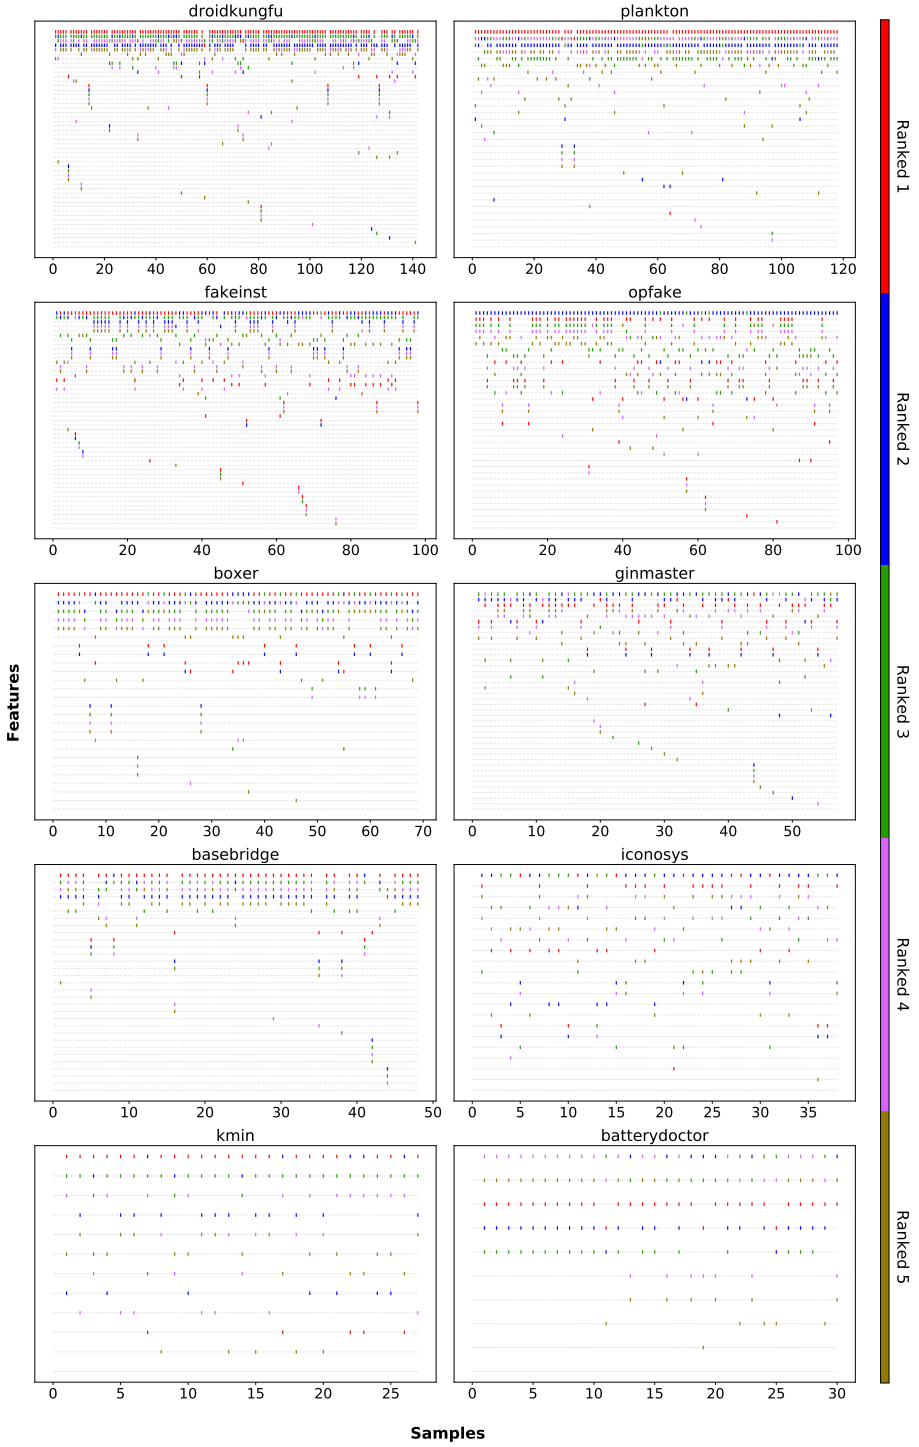 droidkungfu
plankton
0 20 40 60 80 100 120 140
0 20 40 60 80 100 120
fakeinst
opfake
0 20 40 60 80 100
0 20 40 60 80 100
boxer
ginmaster
0 10 20 30 40 50 60 70
0 10 20 30 40 50
basebridge
iconosys
0 10 20 30 40 50
0 5 10 15 20 25 30 35
kmin
batterydoctor
0 5 10 15 20 25
0 5 10 15 20 25 30
Features
Samples
Ranked 1
Ranked 2
Ranked 3
Ranked 4
Ranked 5